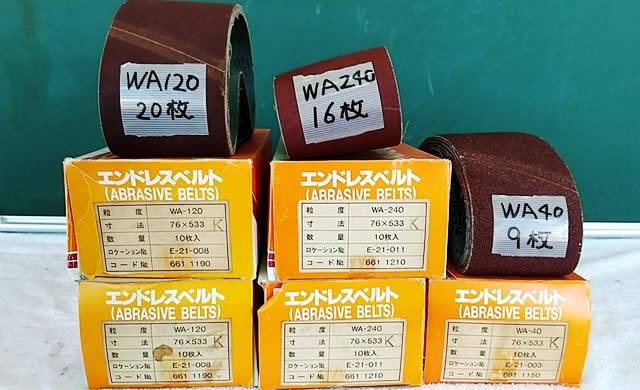 WA120
20枚
WA240
16枚
WA40
9枚
エンドレスベルト
(ABRASIVE BELTS)
粒度 WA-120
寸法 76×533 K
数量 10枚入
ロケーション№ E-21-008
コード№ 661 1190
エンドレスベルト
(ABRASIVE BELTS)
粒度 WA-240
寸法 76×533 K
数量 10枚入
ロケーション№ E-21-011
コード№ 661 1210
エンドレスベルト
(ABRASIVE BELTS)
粒度 WA-120
寸法 76×533 K
数量 10枚入
ロケーション№ E-21-008
コード№ 661 1190
エンドレスベルト
(ABRASIVE BELTS)
粒度 WA-240
寸法 76×533 K
数量 10枚入
ロケーション№ E-21-011
コード№ 661 1210
エンドレスベルト
(ABRASIVE BELTS)
粒度 WA-40
寸法 76×533 K
数量 10枚入
ロケーション№ E-21-003
コード№ 661 1150